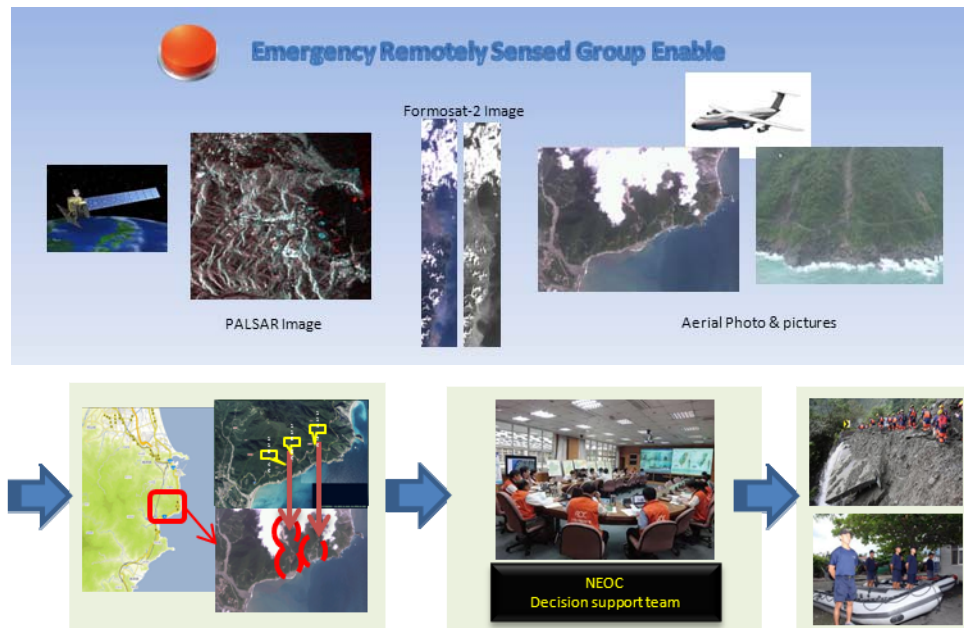 Emergency Remotely Sensed Group Enable
Formosat-2 Image
PALSAR Image
Aerial Photo & pictures
NEOC
Decision support team